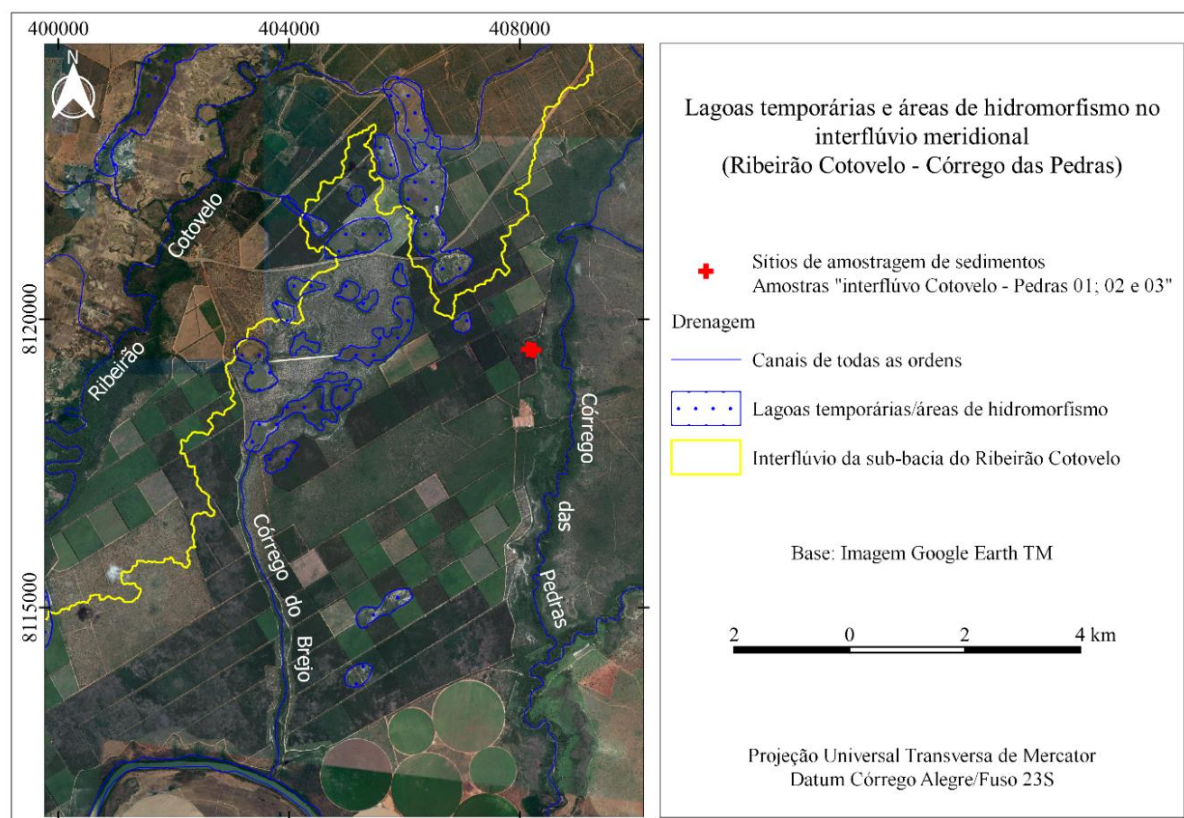 400000
404000
408000
N
8120000
8115000
Ribeirão Cotovelo
Córrego do Brejo
Córrego das Pedras
Lagoas temporárias e áreas de hidromorfismo no
interflúvio meridional
(Ribeirão Cotovelo - Córrego das Pedras)
Sítios de amostragem de sedimentos
Amostras "interflúvo Cotovelo - Pedras 01; 02 e 03"
Drenagem
Canais de todas as ordens
Lagoas temporárias/áreas de hidromorfismo
Interflúvio da sub-bacia do Ribeirão Cotovelo
Base: Imagem Google Earth TM
2 0 2 4 km
Projeção Universal Transversa de Mercator
Datum Córrego Alegre/Fuso 23S